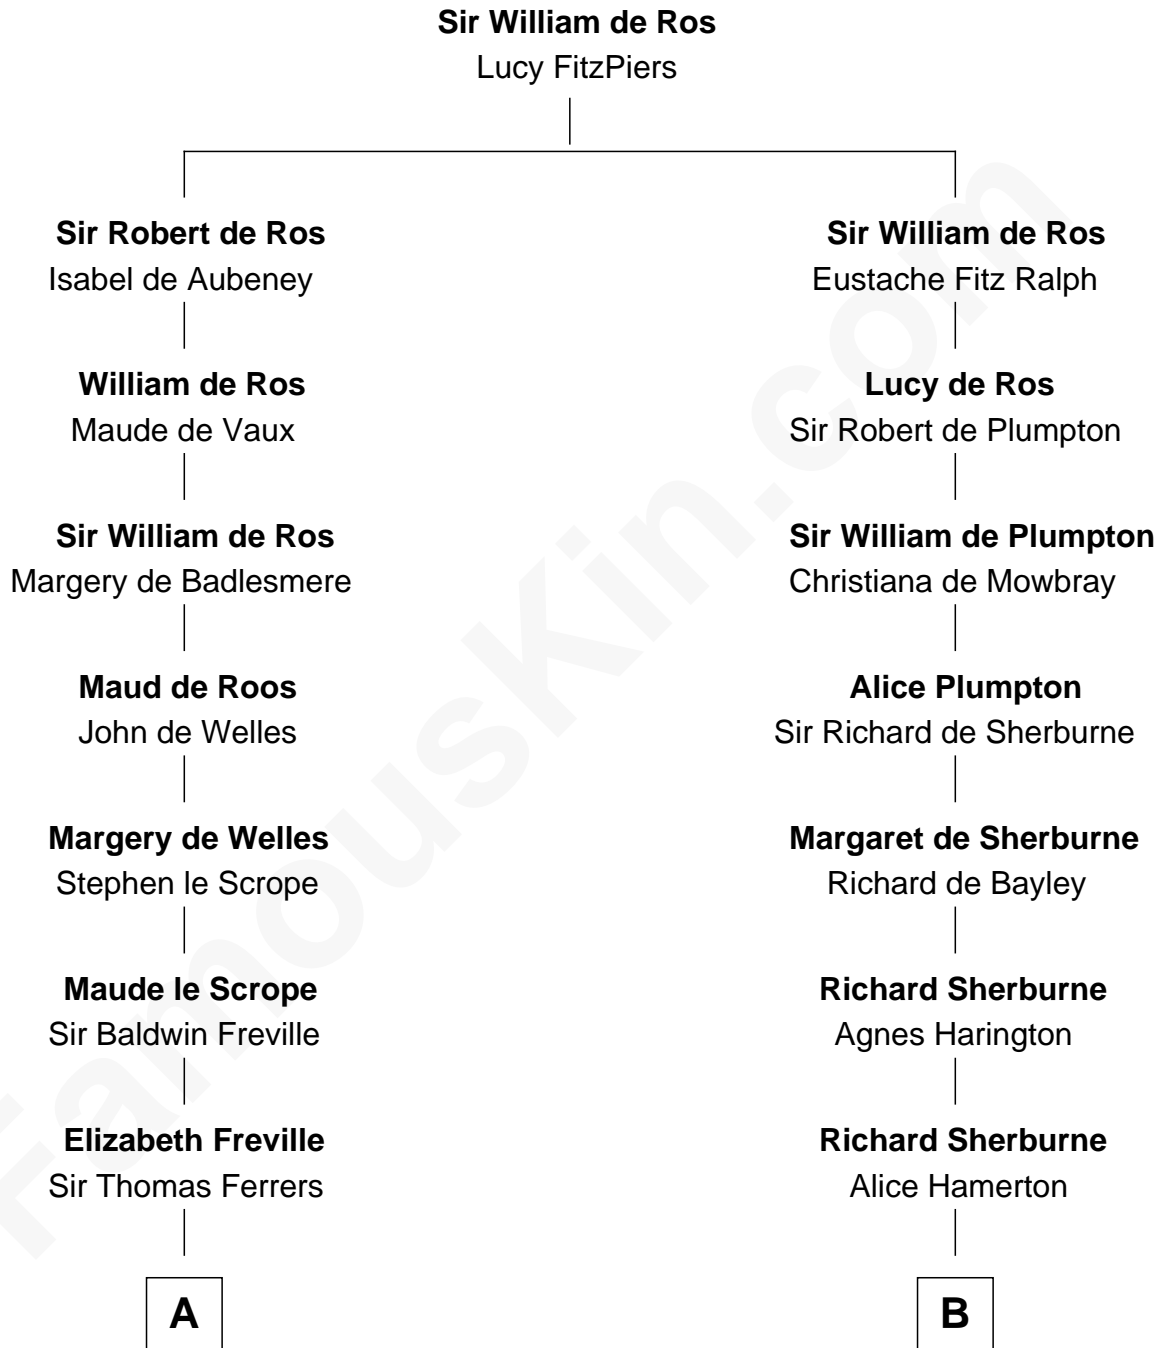 Sir William de Ros
Lucy FitzPiers
Sir Robert de Ros
Isabel de Aubeney
Sir William de Ros
Eustache Fitz Ralph
William de Ros
Maude de Vaux
Lucy de Ros
Sir Robert de Plumpton
Sir William de Ros
Margery de Badlesmere
Sir William de Plumpton
Christiana de Mowbray
Maud de Roos
John de Welles
Alice Plumpton
Sir Richard de Sherburne
Margery de Welles
Stephen le Scrope
Margaret de Sherburne
Richard de Bayley
Maude le Scrope
Sir Baldwin Freville
Richard Sherburne
Agnes Harington
Elizabeth Freville
Sir Thomas Ferrers
Richard Sherburne
Alice Hamerton
A
B
FamousKin.com